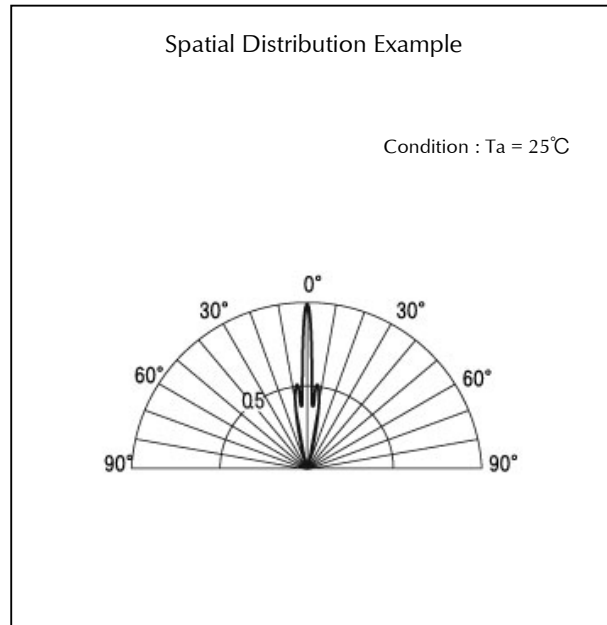 Spatial Distribution Example
Condition : Ta = 25℃
0°
30° 30°
60° 60°
0.5
90° 90°